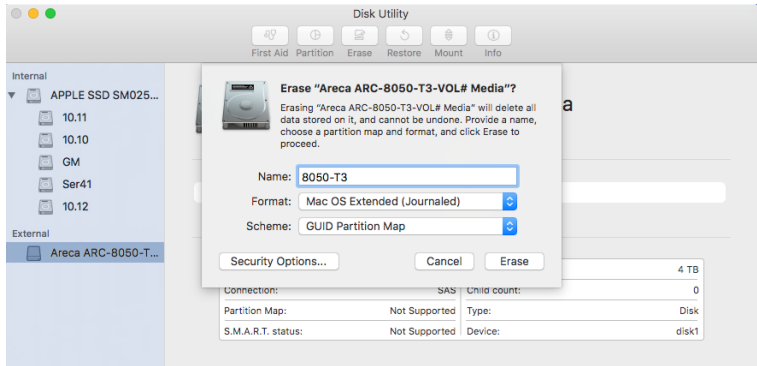 Disk Utility
First Aid Partition Erase Restore Mount Info
Internal
APPLE SSD SM025...
10.11
10.10
GM
Ser41
10.12
External
Areca ARC-8050-T...
Erase “Areca ARC-8050-T3-VOL# Media”?
Erasing “Areca ARC-8050-T3-VOL# Media” will delete all
data stored on it, and cannot be undone. Provide a name,
choose a partition map and format, and click Erase to
proceed.
Name: 8050-T3
Format: Mac OS Extended (Journaled)
Scheme: GUID Partition Map
Security Options... Cancel Erase
a
4 TB
Connection: SAS Child count: 0
Partition Map: Not Supported Type: Disk
S.M.A.R.T. status: Not Supported Device: disk1